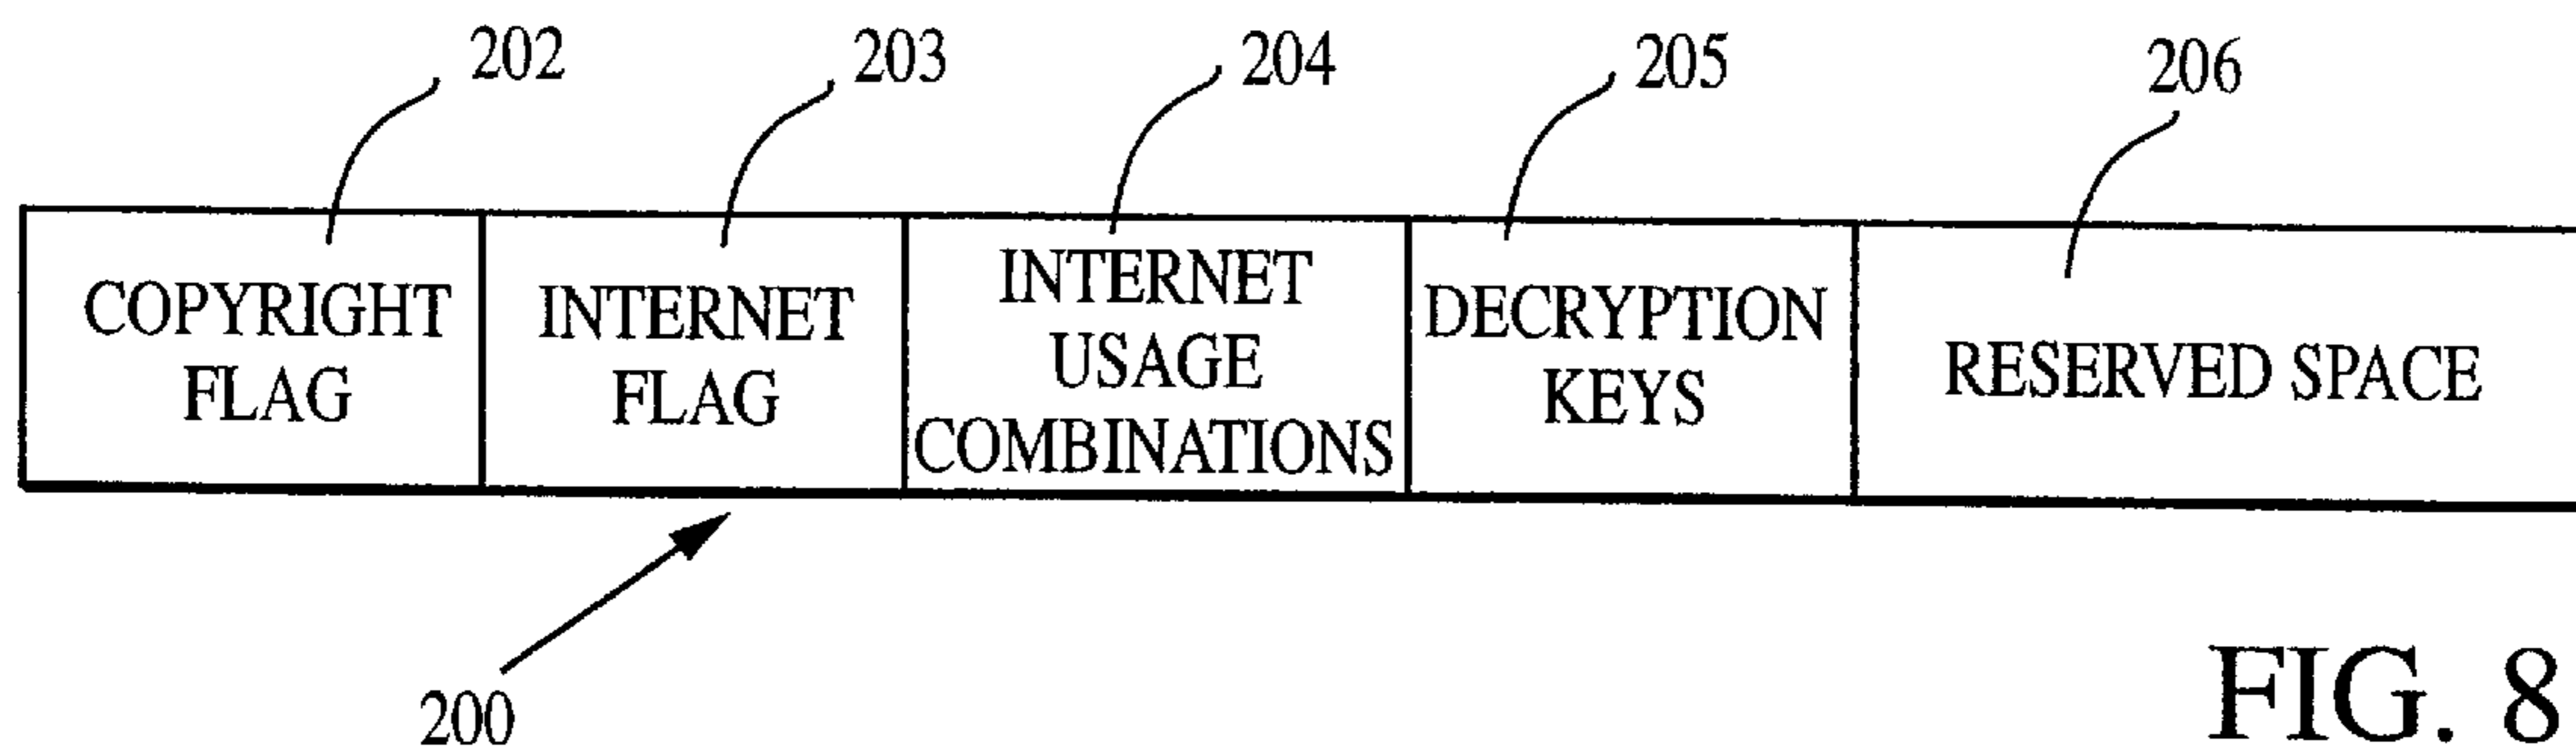 202
203
204
205
206
COPYRIGHT
FLAG
INTERNET
FLAG
INTERNET
USAGE
COMBINATIONS
DECRYPTION
KEYS
RESERVED SPACE
200
FIG. 8